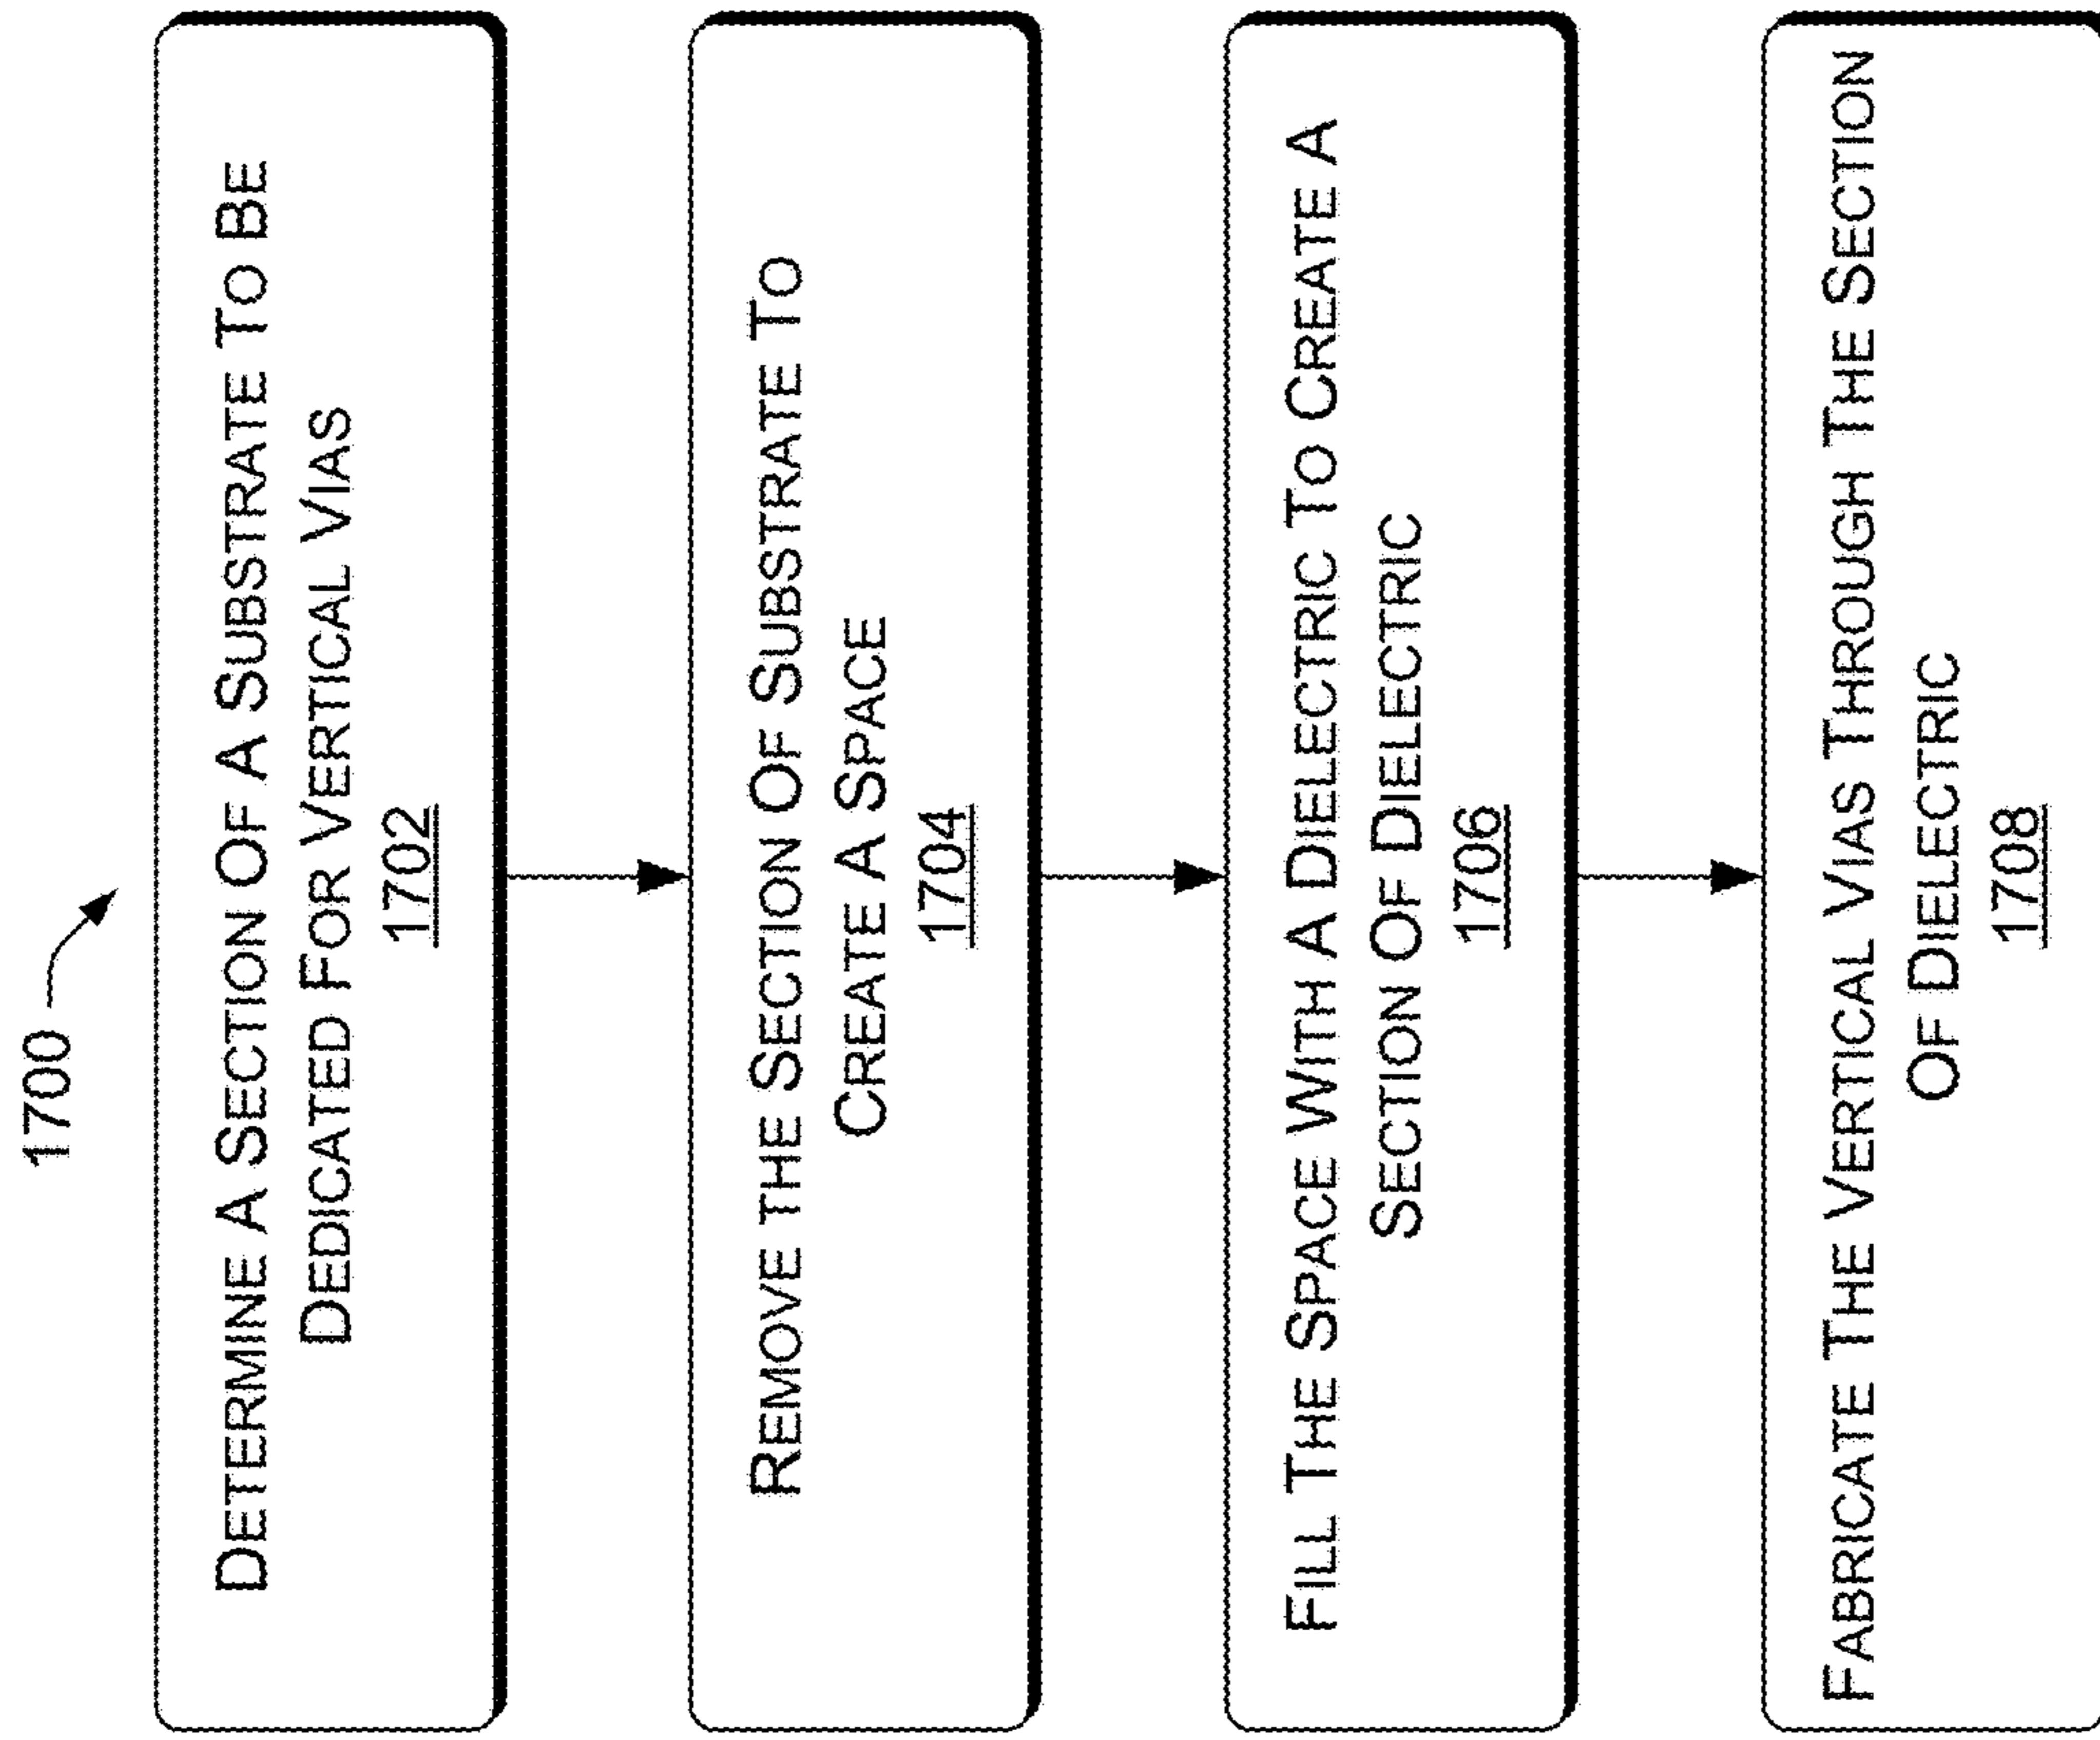 1700
DETERMINE A SECTION OF A SUBSTRATE TO BE
DEDICATED FOR VERTICAL VIAS
1702
REMOVE THE SECTION OF SUBSTRATE TO
CREATE A SPACE
1704
FILL THE SPACE WITH A DIELECTRIC TO CREATE A
SECTION OF DIELECTRIC
1706
FABRICATE THE VERTICAL VIAS THROUGH THE SECTION
OF DIELECTRIC
1708